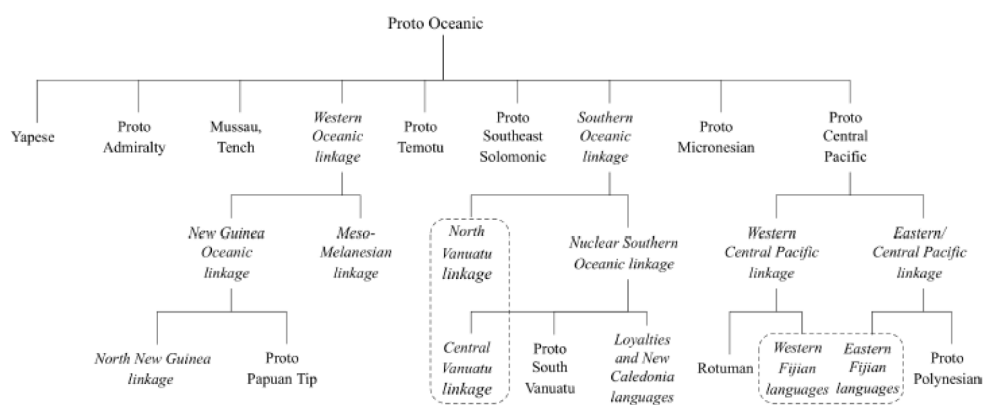 Proto Oceanic
Yapese
Proto
Admiralty
Mussau,
Tench
Western
Oceanic
linkage
Proto
Temotu
Proto
Southeast
Solomonic
Southern
Oceanic
linkage
Proto
Micronesian
Proto
Central
Pacific
New Guinea
Oceanic
linkage
Meso-
Melanesian
linkage
North
Vanuatu
linkage
Nuclear Southern
Oceanic linkage
Western
Central Pacific
linkage
Eastern/
Central Pacific
linkage
North New Guinea
linkage
Proto
Papuan Tip
Central
Vanuatu
linkage
Proto
South
Vanuatu
Loyalties
and New
Caledonia
languages
Rotuman
Western
Fijian
languages
Eastern
Fijian
languages
Proto
Polynesian